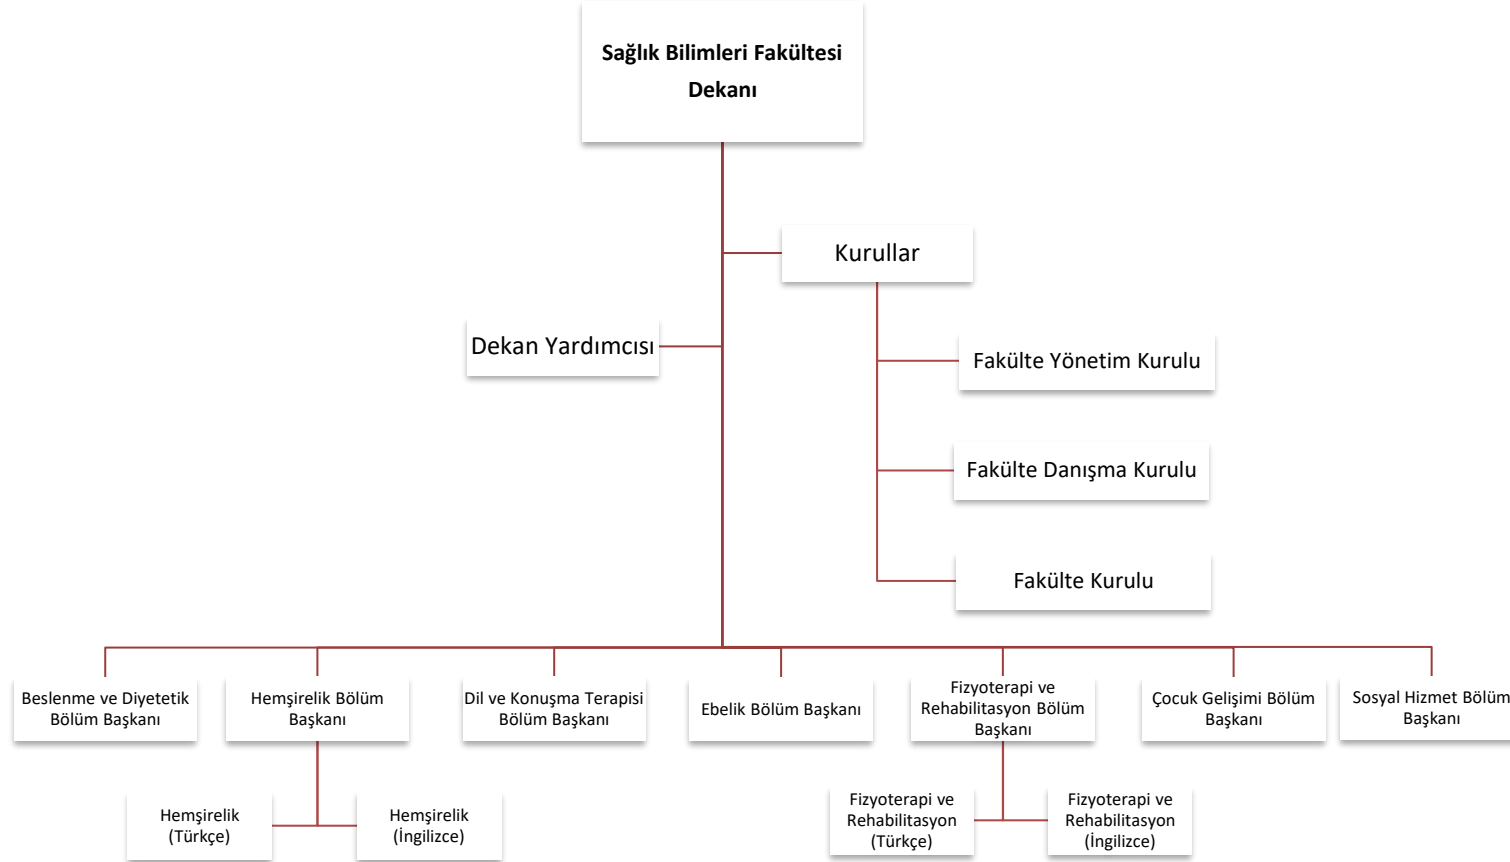 Sağlık Bilimleri Fakültesi
Dekanı
Kurullar
Dekan Yardımcısı
Fakülte Yönetim Kurulu
Fakülte Danışma Kurulu
Fakülte Kurulu
Beslenme ve Diyetetik
Bölüm Başkanı
Hemşirelik Bölüm
Başkanı
Dil ve Konuşma Terapisi
Bölüm Başkanı
Ebelik Bölüm Başkanı
Fizyoterapi ve
Rehabilitasyon Bölüm
Başkanı
Çocuk Gelişimi Bölüm
Başkanı
Sosyal Hizmet Bölüm
Başkanı
Hemşirelik
(Türkçe)
Hemşirelik
(İngilizce)
Fizyoterapi ve
Rehabilitasyon
(Türkçe)
Fizyoterapi ve
Rehabilitasyon
(İngilizce)